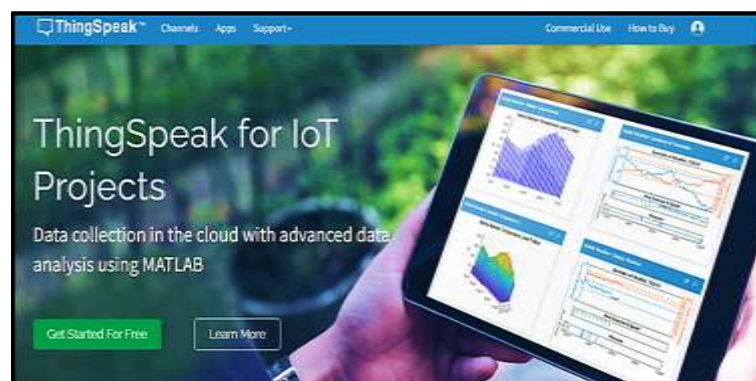 ThingSpeak™ Channels Apps Support Commercial Use How to Buy
ThingSpeak for IoT
Projects
Data collection in the cloud with advanced data
analysis using MATLAB
Get Started For Free Learn More